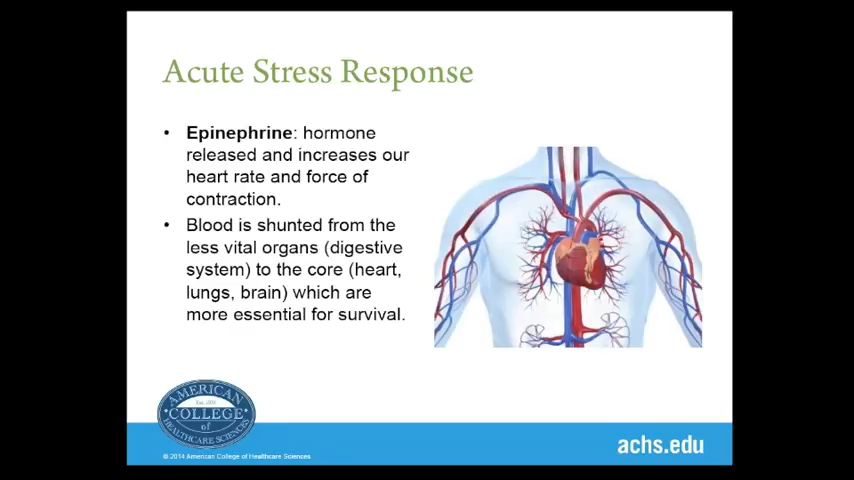 Acute Stress Response
• Epinephrine: hormone
released and increases our
heart rate and force of
contraction.
• Blood is shunted from the
less vital organs (digestive
system) to the core (heart,
lungs, brain) which are
more essential for survival.
AMERICAN
COLLEGE
of
HEALTHCARE SCIENCES
achs.edu
© 2014 American College of Healthcare Sciences